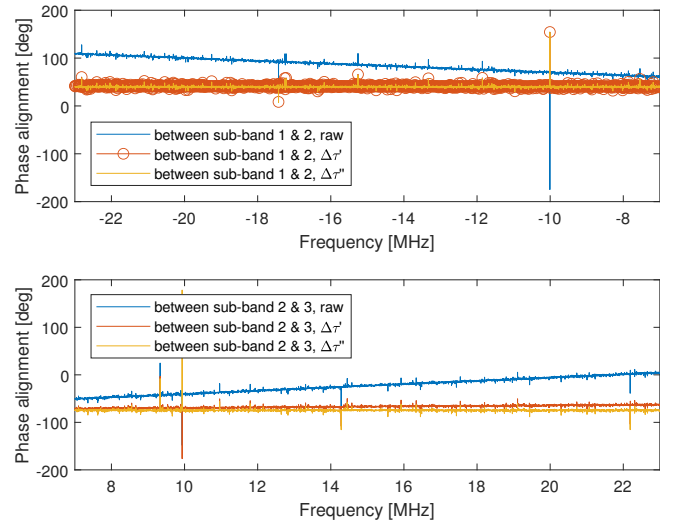 Phase alignment [deg]
200
100
0
-100
-200
between sub-band 1 & 2, raw
between sub-band 1 & 2, Δτ'
between sub-band 1 & 2, Δτ''
-22 -20 -18 -16 -14 -12 -10 -8
Frequency [MHz]
Phase alignment [deg]
200
100
0
-100
-200
between sub-band 2 & 3, raw
between sub-band 2 & 3, Δτ'
between sub-band 2 & 3, Δτ''
8 10 12 14 16 18 20 22
Frequency [MHz]